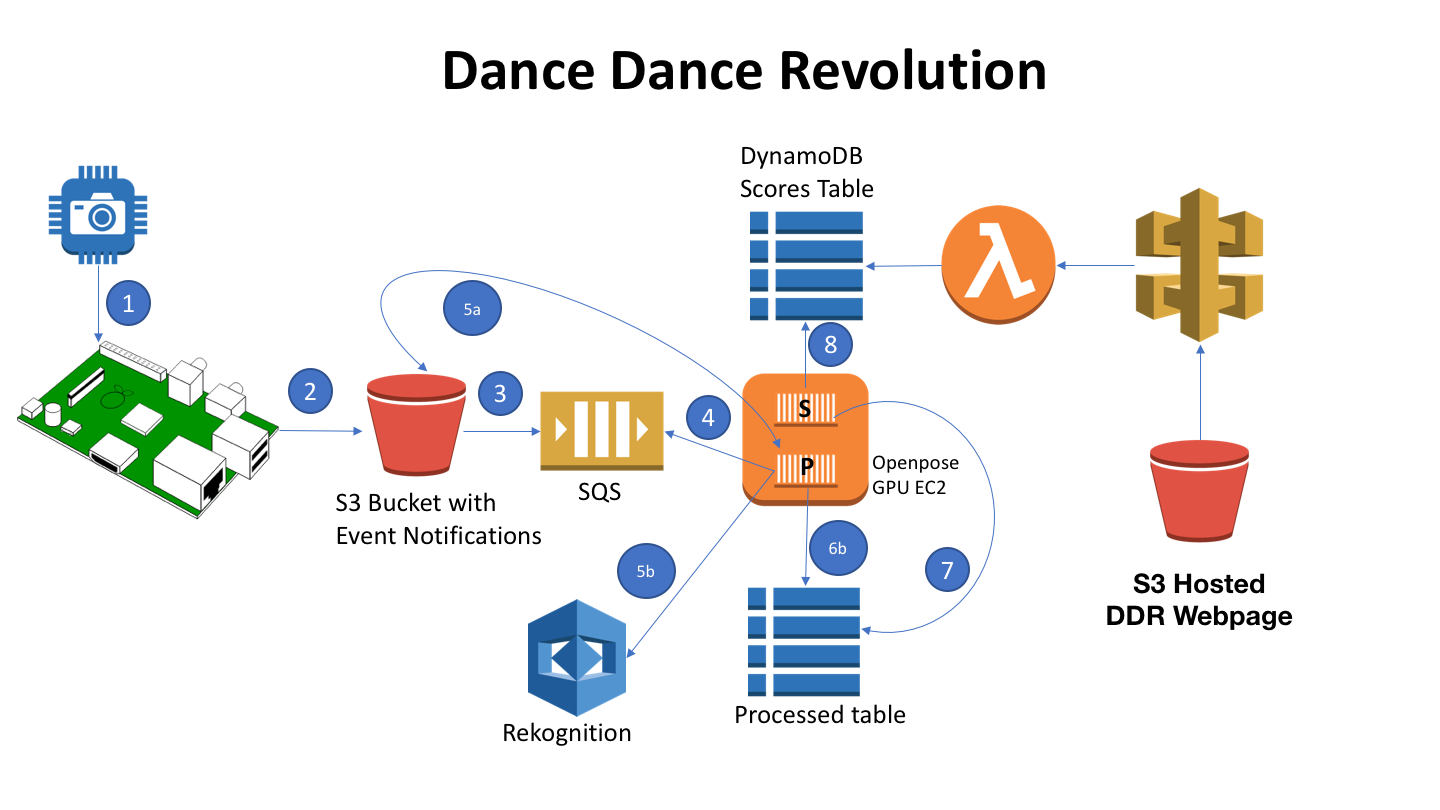 Dance Dance Revolution
DynamoDB
Scores Table
1
5a
8
2
3
4
S
P
Openpose
GPU EC2
SQS
S3 Bucket with
Event Notifications
5b
6b
7
S3 Hosted
DDR Webpage
Processed table
Rekognition
λ